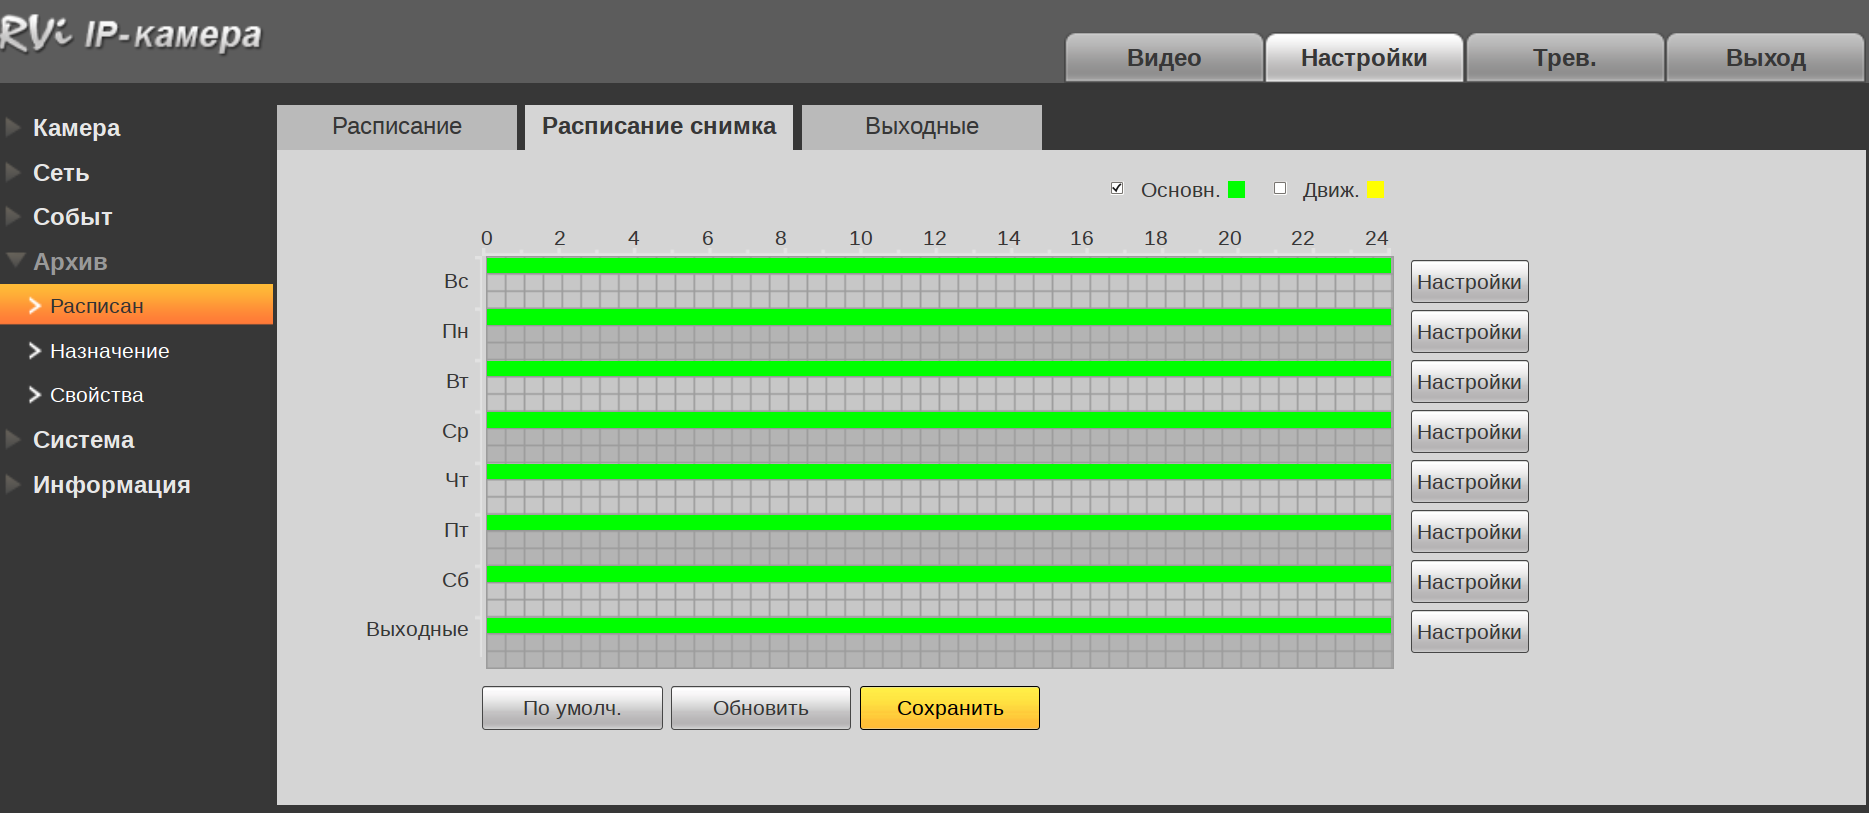 RVi IP-камера
Видео Настройки Трев. Выход
Камера
Сеть
Событ
Архив
Расписан
Назначение
Свойства
Система
Информация
Расписание Расписание снимка Выходные
Основн. Движ.
0 2 4 6 8 10 12 14 16 18 20 22 24
Вс Настройки
Пн Настройки
Вт Настройки
Ср Настройки
Чт Настройки
Пт Настройки
Сб Настройки
Выходные Настройки
По умолч. Обновить Сохранить